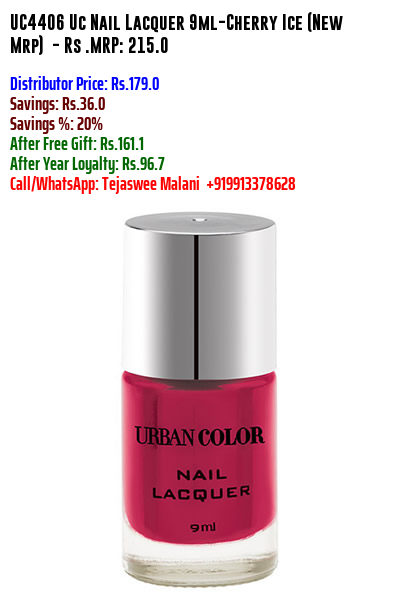 UC4406 Uc Nail Lacquer 9ml-Cherry Ice (New
Mrp) - Rs .MRP: 215.0
Distributor Price: Rs.179.0
Savings: Rs.36.0
Savings %: 20%
After Free Gift: Rs.161.1
After Year Loyalty: Rs.96.7
Call/WhatsApp: Tejaswee Malani +919913378628
URBAN COLOR
NAIL
LACQUER
9 ml